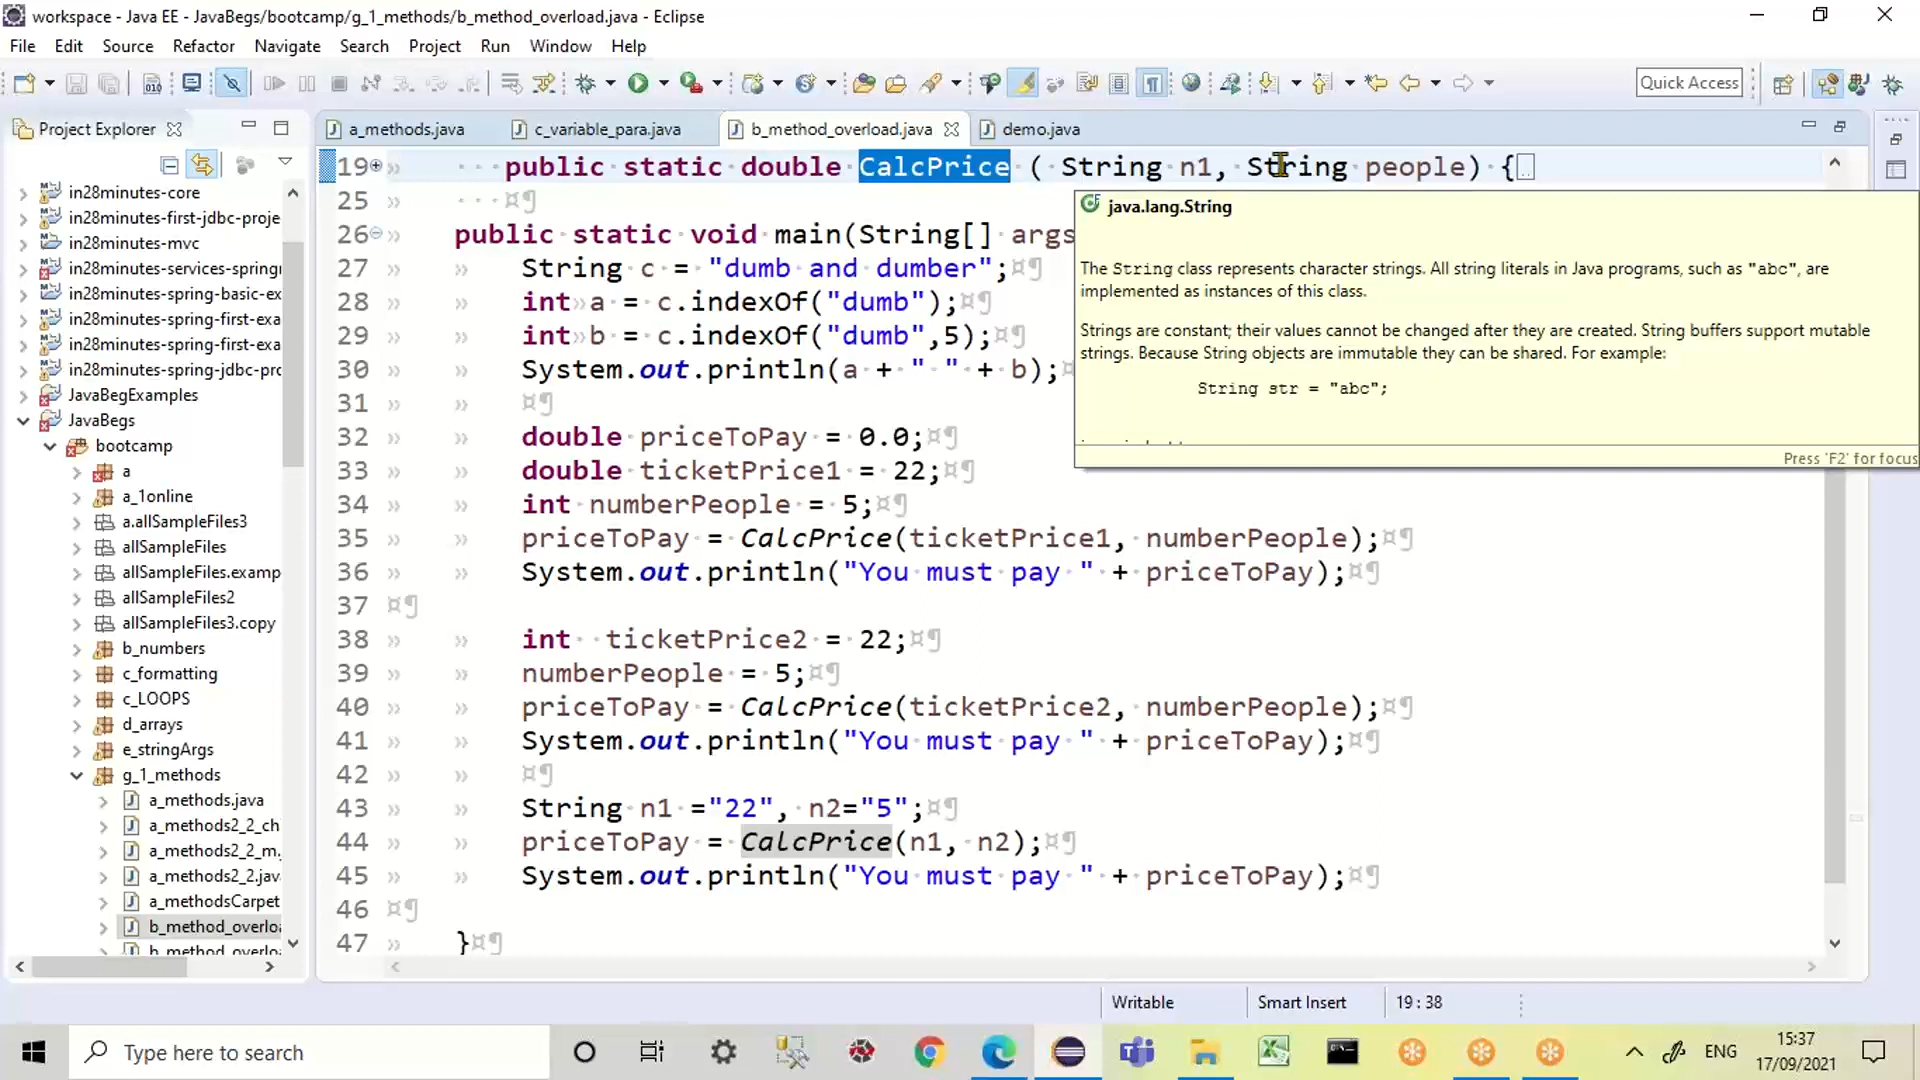 workspace - Java EE - JavaBegs/bootcamp/g_1_methods/b_method_overload.java - Eclipse
File Edit Source Refactor Navigate Search Project Run Window Help
Quick Access
Project Explorer
a_methods.java
c_variable_para.java
b_method_overload.java
demo.java
in28minutes-core
in28minutes-first-jdbc-proje
in28minutes-mvc
in28minutes-services-springr
in28minutes-spring-basic-ex
in28minutes-spring-first-exa
in28minutes-spring-first-exa
in28minutes-spring-jdbc-prc
JavaBegExamples
JavaBegs
bootcamp
a
a_1online
a.allSampleFiles3
allSampleFiles
allSampleFiles.examp
allSampleFiles2
allSampleFiles3.copy
b_numbers
c_formatting
c_LOOPS
d_arrays
e_stringArgs
g_1_methods
a_methods.java
a_methods2_2_ch
a_methods2_2_m.
a_methods2_2.jav
a_methodsCarpet
b_method_overloa
19 public static double CalcPrice ( String n1, String people) {
25
26 public static void main(String[] args
27 String c = "dumb and dumber";
28 int a = c.indexOf("dumb");
29 int b = c.indexOf("dumb",5);
30 System.out.println(a + " " + b);
31
32 double priceToPay = 0.0;
33 double ticketPrice1 = 22;
34 int numberPeople = 5;
35 priceToPay = CalcPrice(ticketPrice1, numberPeople);
36 System.out.println("You must pay " + priceToPay);
37
38 int ticketPrice2 = 22;
39 numberPeople = 5;
40 priceToPay = CalcPrice(ticketPrice2, numberPeople);
41 System.out.println("You must pay " + priceToPay);
42
43 String n1 ="22", n2="5";
44 priceToPay = CalcPrice(n1, n2);
45 System.out.println("You must pay " + priceToPay);
46
47 }
java.lang.String
The String class represents character strings. All string literals in Java programs, such as "abc", are
implemented as instances of this class.
Strings are constant; their values cannot be changed after they are created. String buffers support mutable
strings. Because String objects are immutable they can be shared. For example:
String str = "abc";
Press 'F2' for focus
Writable
Smart Insert
19 : 38
Type here to search
ENG
15:37
17/09/2021